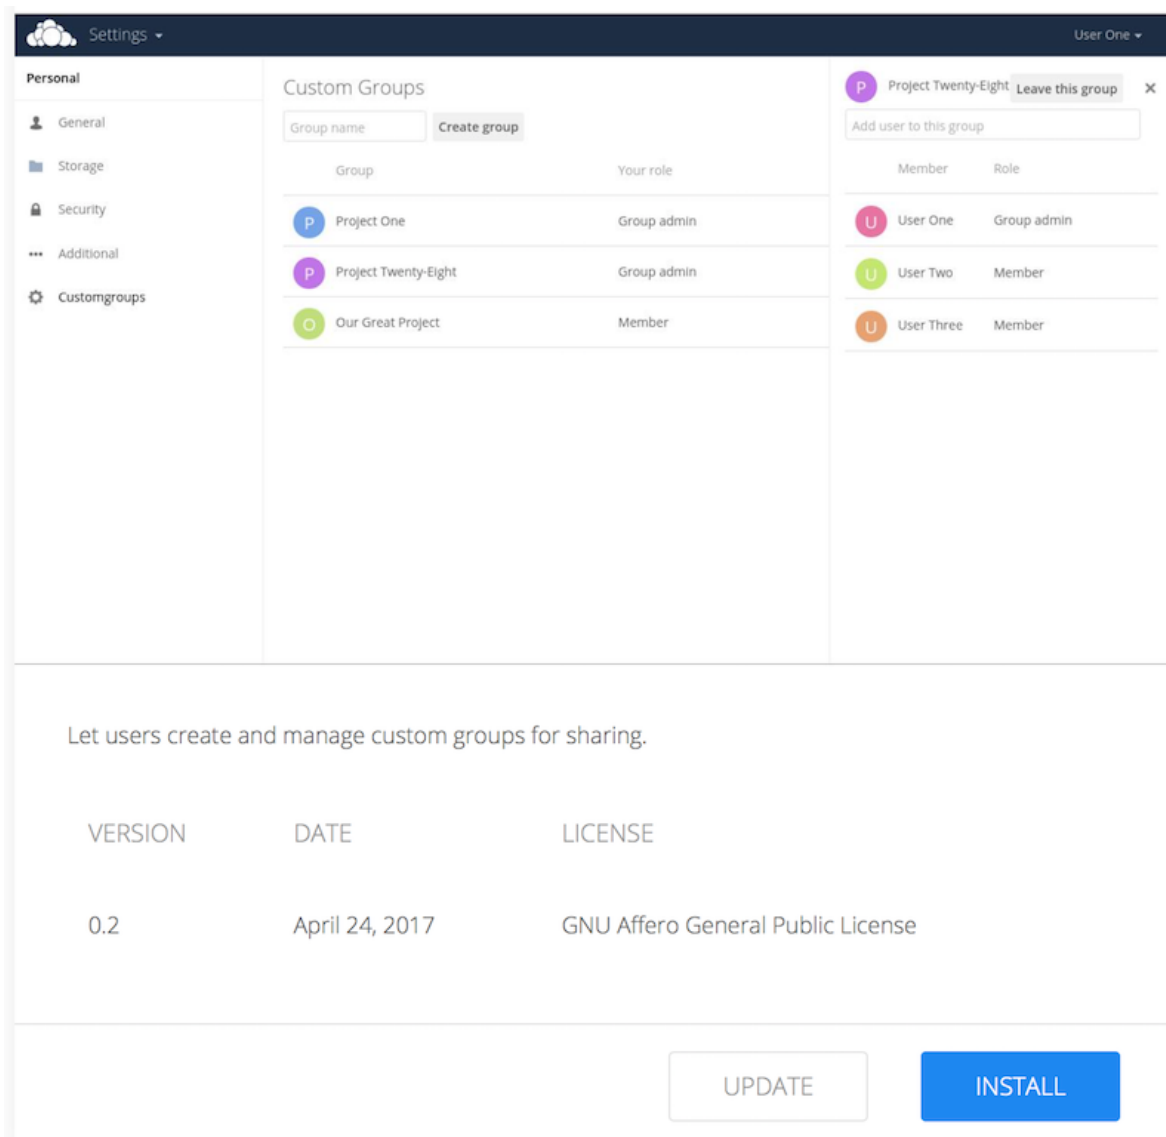 Settings
User One
Personal
General
Storage
Security
Additional
Customgroups
Custom Groups
Group name
Create group
Group
Your role
P
Project One
Group admin
P
Project Twenty-Eight
Group admin
O
Our Great Project
Member
P
Project Twenty-Eight
Leave this group
Add user to this group
Member
Role
U
User One
Group admin
U
User Two
Member
U
User Three
Member
Let users create and manage custom groups for sharing.
VERSION
DATE
LICENSE
0.2
April 24, 2017
GNU Affero General Public License
UPDATE
INSTALL